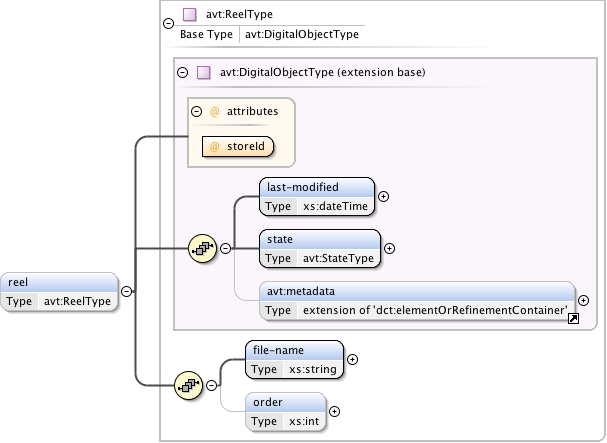 avt:ReelType
Base Type avt:DigitalObjectType
avt:DigitalObjectType (extension base)
@ attributes
@ storeId
last-modified
Type xs:dateTime
state
Type avt:StateType
reel
Type avt:ReelType
avt:metadata
Type extension of 'dct:elementOrRefinementContainer'
file-name
Type xs:string
order
Type xs:int